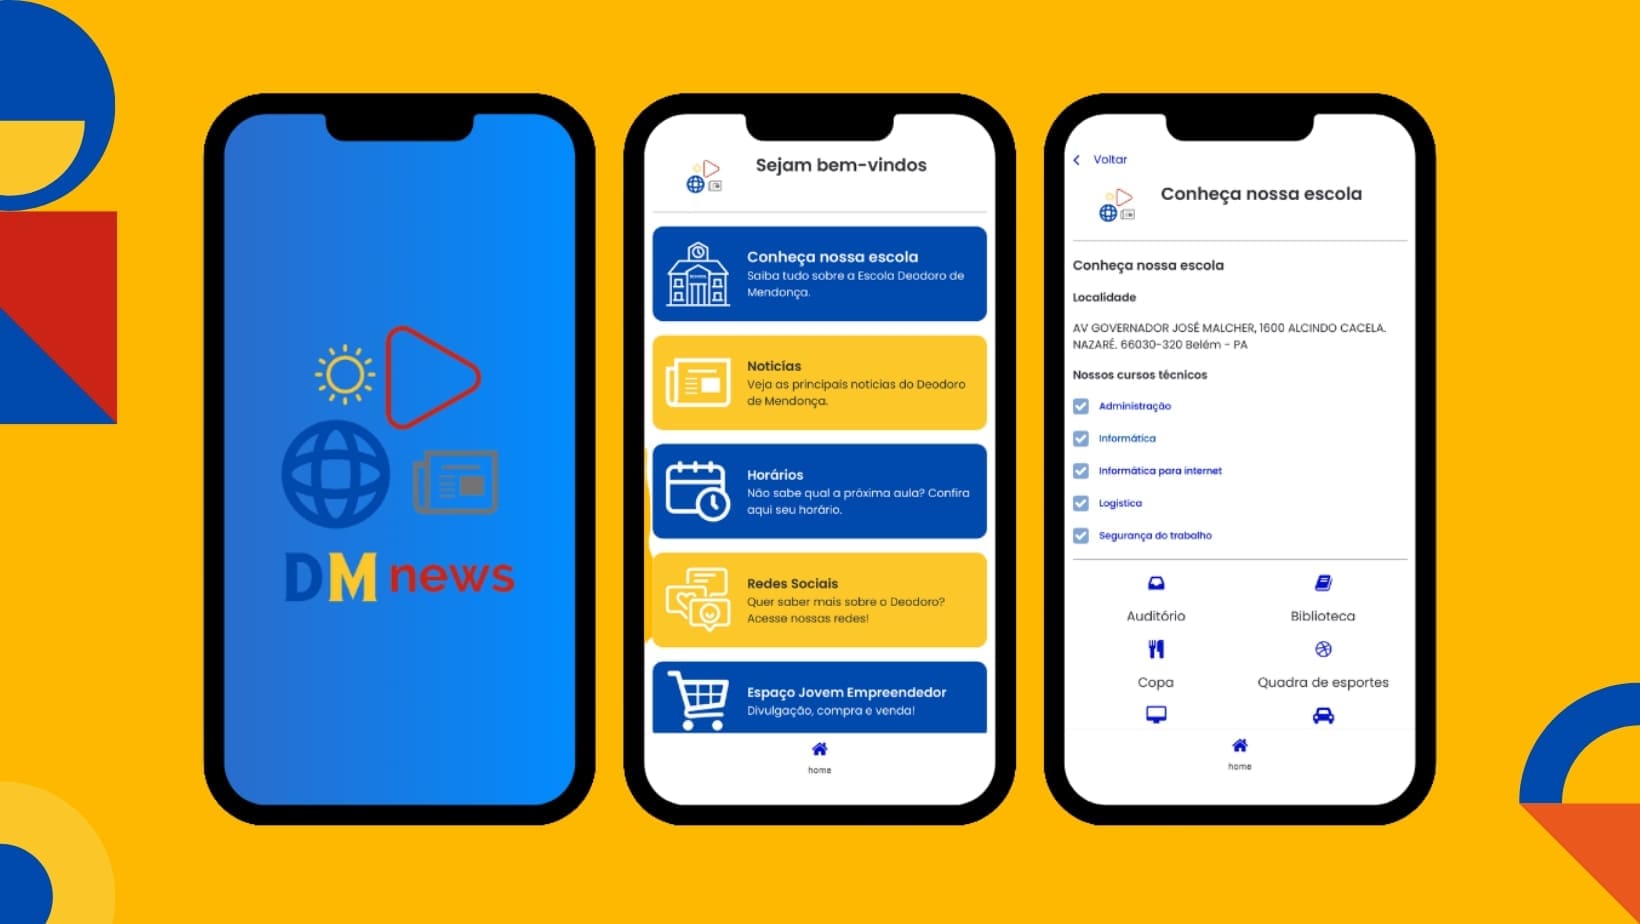 DM news
Sejam bem-vindos
Conheça nossa escola
Saiba tudo sobre a Escola Deodoro de
Mendonça.
Noticías
Veja as principais noticias do Deodoro
de Mendonça.
Horários
Não sabe qual a próxima aula? Confira
aqui seu horário.
Redes Sociais
Quer saber mais sobre o Deodoro?
Acesse nossas redes!
Espaço Jovem Empreendedor
Divulgação, compra e venda!
home
Voltar
Conheça nossa escola
Conheça nossa escola
Localidade
AV GOVERNADOR JOSÉ MALCHER, 1600 ALCINDO CACELA.
NAZARÉ. 66030-320 Belém - PA
Nossos cursos técnicos
Administração
Informática
Informática para internet
Logística
Segurança do trabalho
Auditório
Biblioteca
Copa
Quadra de esportes
home